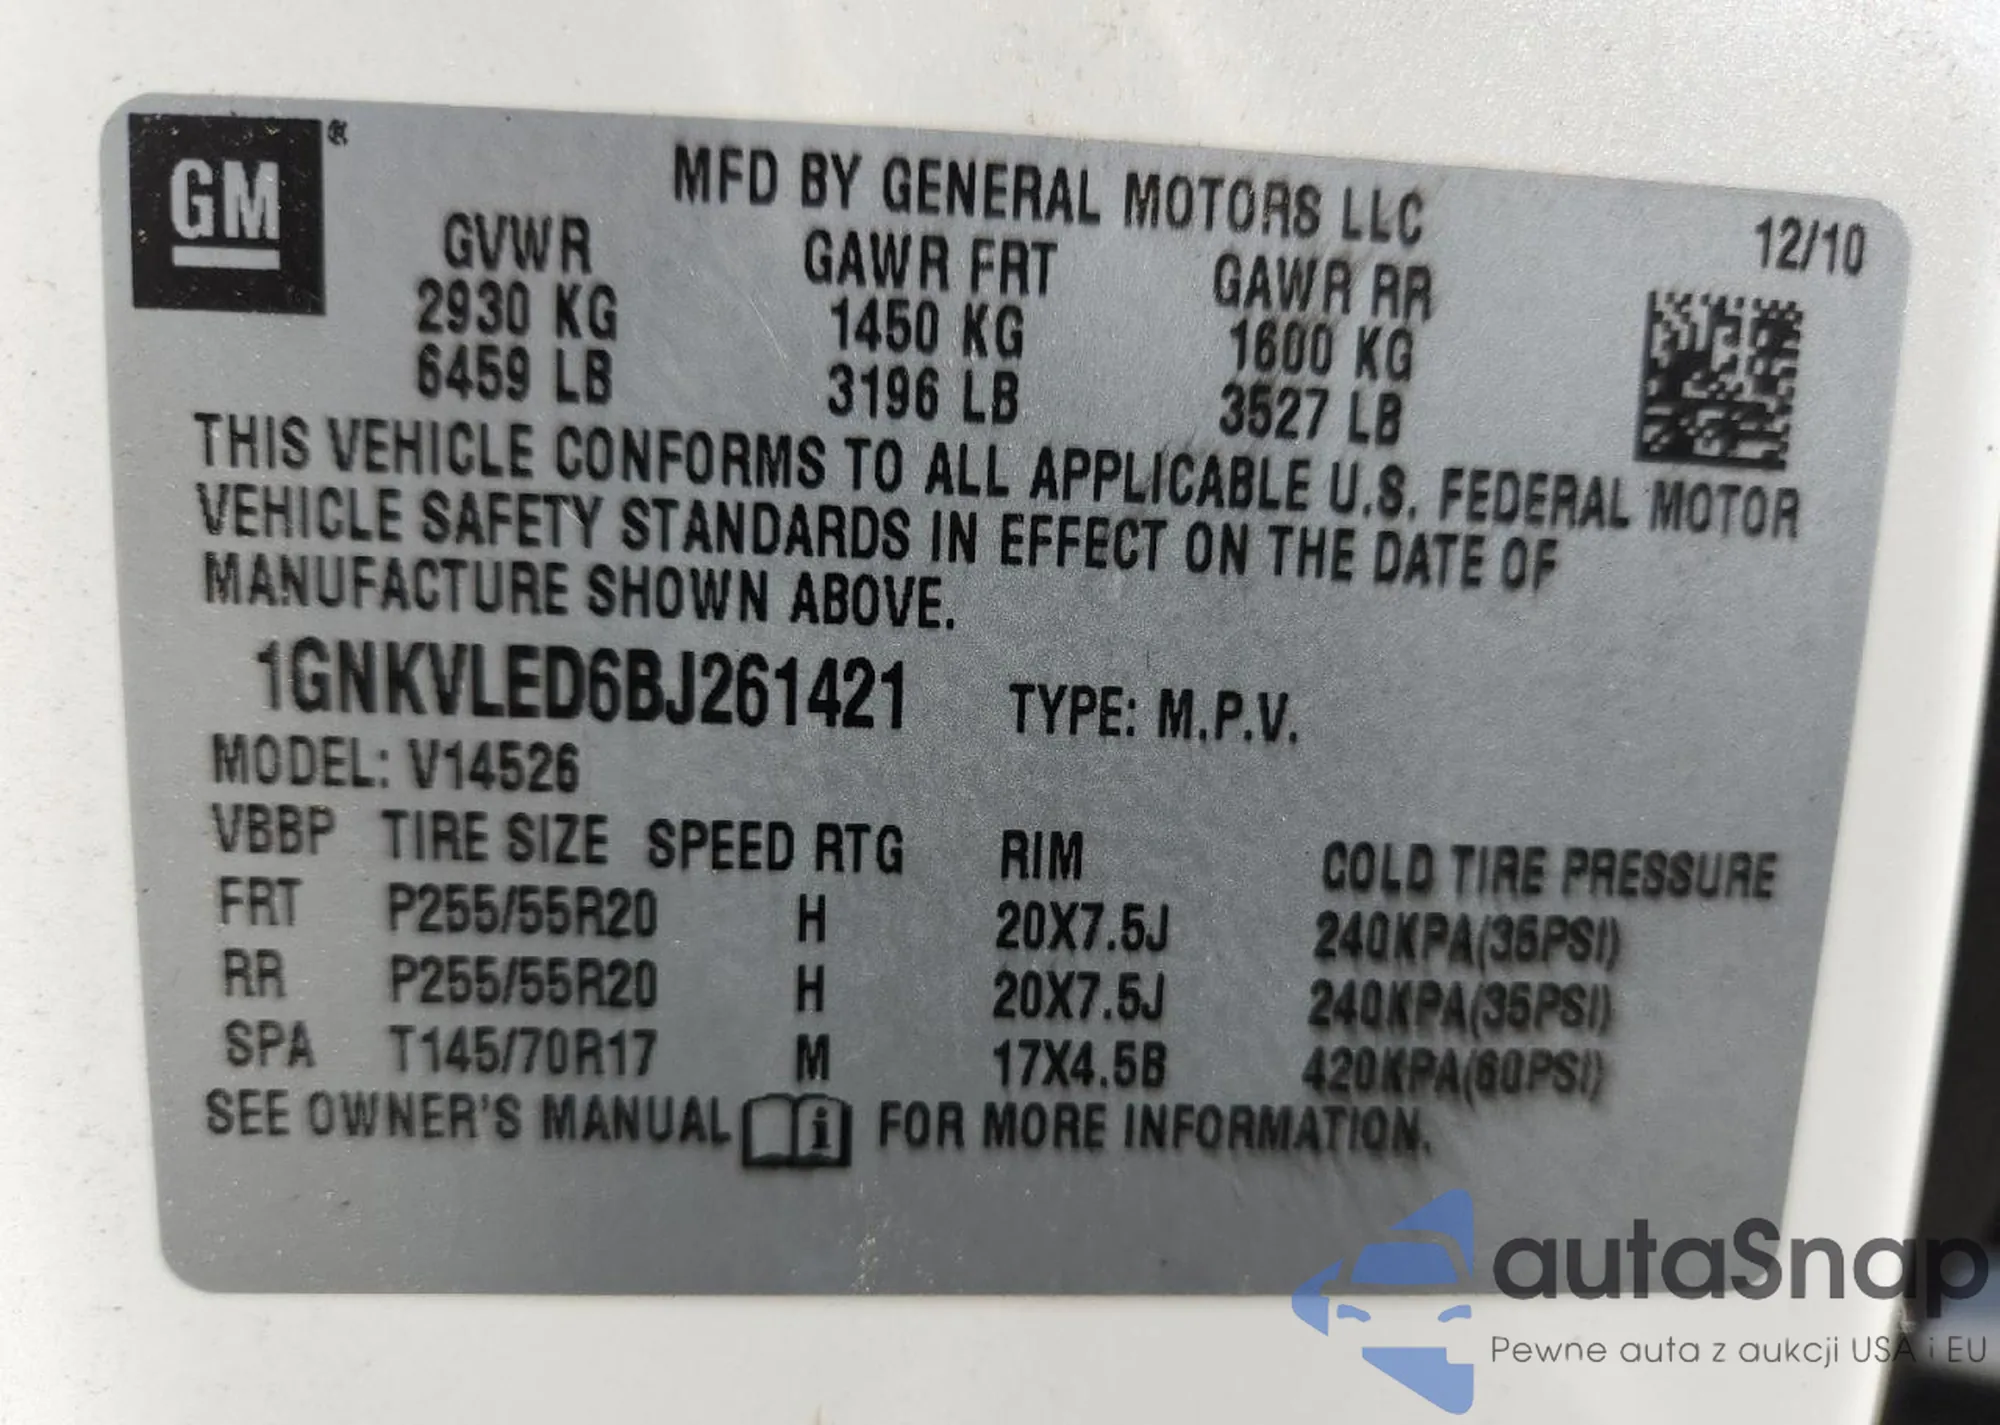 GM®
MFD BY GENERAL MOTORS LLC
12/10
GVWR GAWR FRT GAWR RR
2930 KG 1450 KG 1600 KG
6459 LB 3196 LB 3527 LB
THIS VEHICLE CONFORMS TO ALL APPLICABLE U.S. FEDERAL MOTOR
VEHICLE SAFETY STANDARDS IN EFFECT ON THE DATE OF
MANUFACTURE SHOWN ABOVE.
1GNKVLED6BJ261421 TYPE: M.P.V.
MODEL: V14526
VBBP TIRE SIZE SPEED RTG RIM COLD TIRE PRESSURE
FRT P255/55R20 H 20X7.5J 240KPA(35PSI)
RR P255/55R20 H 20X7.5J 240KPA(35PSI)
SPA T145/70R17 M 17X4.5B 420KPA(60PSI)
SEE OWNER'S MANUAL i FOR MORE INFORMATION.
autaSnap
Pewne auta z aukcji USA i EU